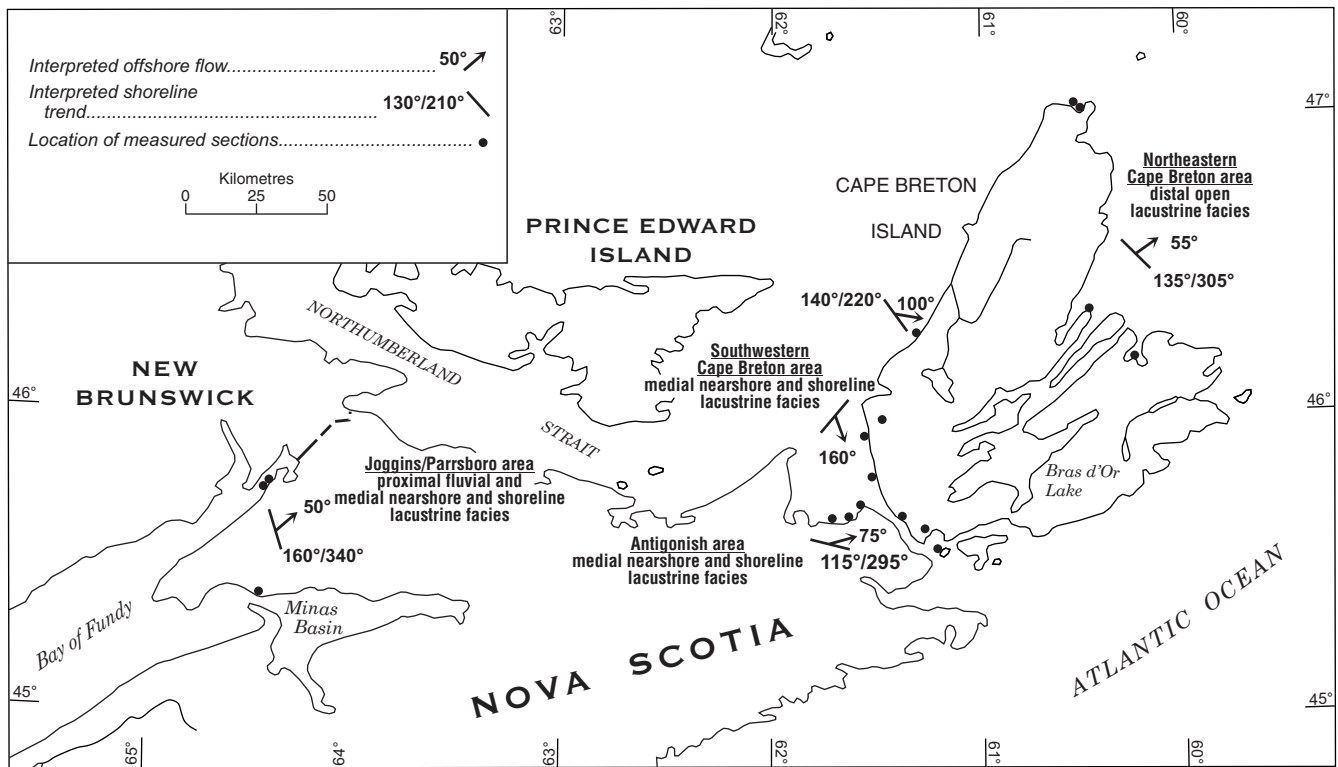 63°
62°
61°
60°
Interpreted offshore flow
50°
Interpreted shoreline
trend
130°/210°
Location of measured sections
Kilometres
0 25 50
47°
47°
Northeastern
Cape Breton area
distal open
lacustrine facies
55°
135°/305°
CAPE BRETON
ISLAND
PRINCE EDWARD
ISLAND
140°/220°
100°
NORTHUMBERLAND
STRAIT
NEW
BRUNSWICK
Southwestern
Cape Breton area
medial nearshore and shoreline
lacustrine facies
160°
46°
46°
Joggins/Parrsboro area
proximal fluvial and
medial nearshore and shoreline
lacustrine facies
50°
160°/340°
Bras d'Or
Lake
Antigonish area
medial nearshore and shoreline
lacustrine facies
75°
115°/295°
Bay of Fundy
Minas
Basin
NOVA SCOTIA
ATLANTIC OCEAN
45°
45°
65°
64°
63°
62°
61°
60°